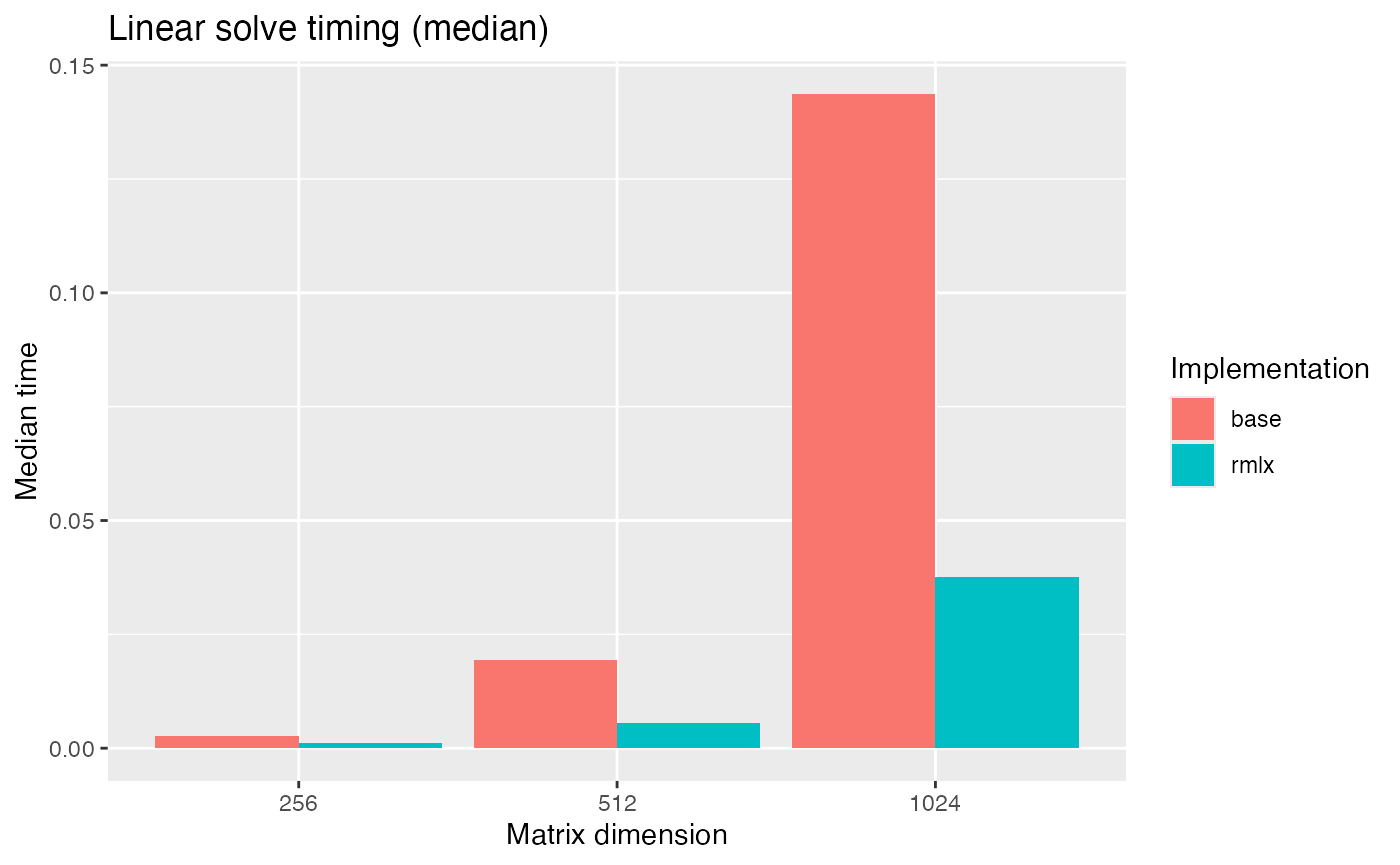 Linear solve timing (median)
0.15
0.10
0.05
0.00
Median time
256
512
1024
Matrix dimension
Implementation
base
rmlx